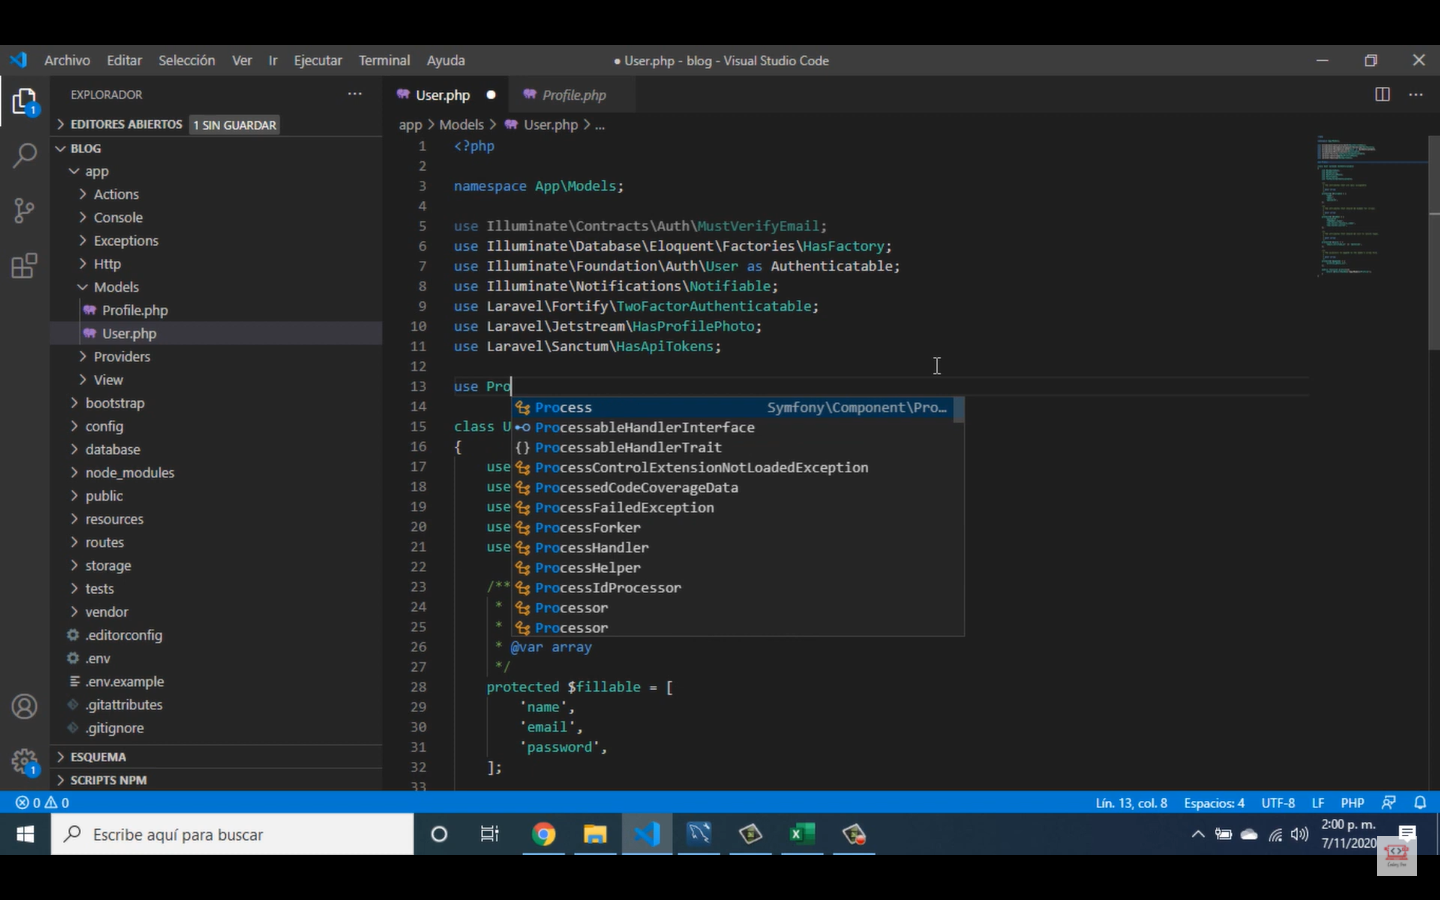 Archivo Editar Selección Ver Ir Ejecutar Terminal Ayuda
● User.php - blog - Visual Studio Code
EXPLORADOR
User.php
Profile.php
EDITORES ABIERTOS 1 SIN GUARDAR
app > Models > User.php > ...
BLOG
app
Actions
Console
Exceptions
Http
Models
Profile.php
User.php
Providers
View
bootstrap
config
database
node_modules
public
resources
routes
storage
tests
vendor
.editorconfig
.env
.env.example
.gitattributes
.gitignore
ESQUEMA
SCRIPTS NPM
1 <?php
2
3 namespace App\Models;
4
5 use Illuminate\Contracts\Auth\MustVerifyEmail;
6 use Illuminate\Database\Eloquent\Factories\HasFactory;
7 use Illuminate\Foundation\Auth\User as Authenticatable;
8 use Illuminate\Notifications\Notifiable;
9 use Laravel\Fortify\TwoFactorAuthenticatable;
10 use Laravel\Jetstream\HasProfilePhoto;
11 use Laravel\Sanctum\HasApiTokens;
12
13 use Pro
14
15 class U
16 {
17 use
18 use
19 use
20 use
21 use
22
23 /**
24 *
25 *
26 * @var array
27 */
28 protected $fillable = [
29 'name',
30 'email',
31 'password',
32 ];
33
Process Symfony\Component\Pro...
ProcessableHandlerInterface
ProcessableHandlerTrait
ProcessControlExtensionNotLoadedException
ProcessedCodeCoverageData
ProcessFailedException
ProcessForker
ProcessHandler
ProcessHelper
ProcessIdProcessor
Processor
Processor
1
1
0 0
Lín. 13, col. 8 Espacios: 4 UTF-8 LF PHP
Escribe aquí para buscar
2:00 p. m.
7/11/2020